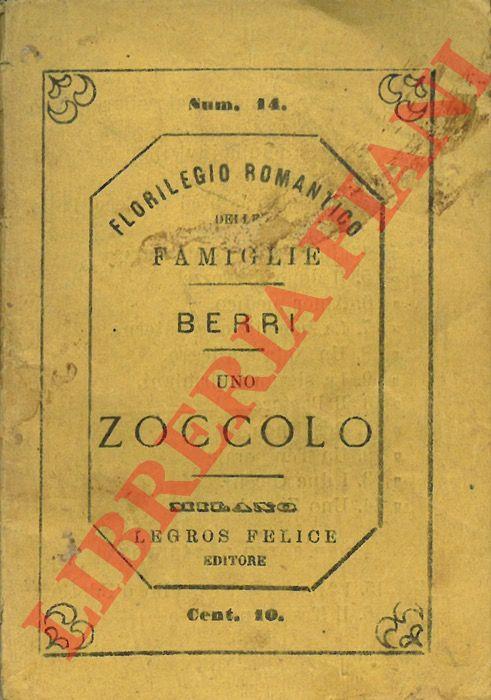 Num. 14.
FLORILEGIO ROMANTICO
DELLE
FAMIGLIE
BERRI
UNO
ZOCCOLO
MILANO
LEGROS FELICE
EDITORE
Cent. 10.
LIBRERIA PIANI